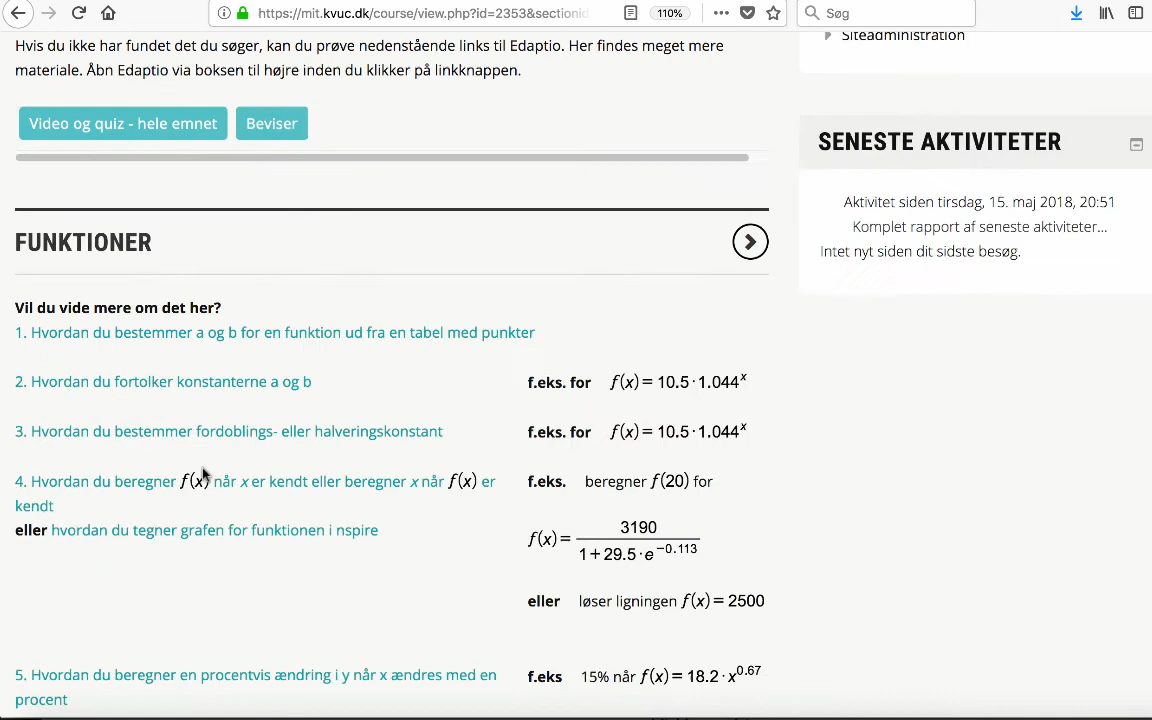 https://mit.kvuc.dk/course/view.php?id=2353&sectionid
110%
Søg
Hvis du ikke har fundet det du søger, kan du prøve nedenstående links til Edaptio. Her findes meget mere
materiale. Åbn Edaptio via boksen til højre inden du klikker på linkknappen.
Video og quiz - hele emnet
Beviser
Siteadministration
SENESTE AKTIVITETER
Aktivitet siden tirsdag, 15. maj 2018, 20:51
Komplet rapport af seneste aktiviteter...
Intet nyt siden dit sidste besøg.
FUNKTIONER
Vil du vide mere om det her?
1. Hvordan du bestemmer a og b for en funktion ud fra en tabel med punkter
2. Hvordan du fortolker konstanterne a og b
f.eks. for f(x) = 10.5·1.044^x
3. Hvordan du bestemmer fordoblings- eller halveringskonstant
f.eks. for f(x) = 10.5·1.044^x
4. Hvordan du beregner f(x) når x er kendt eller beregner x når f(x) er
kendt
eller hvordan du tegner grafen for funktionen i nspire
f.eks. beregner f(20) for
f(x) = 3190 / (1+29.5·e^−0.113)
eller løser ligningen f(x) = 2500
5. Hvordan du beregner en procentvis ændring i y når x ændres med en
procent
f.eks 15% når f(x) = 18.2·x^0.67